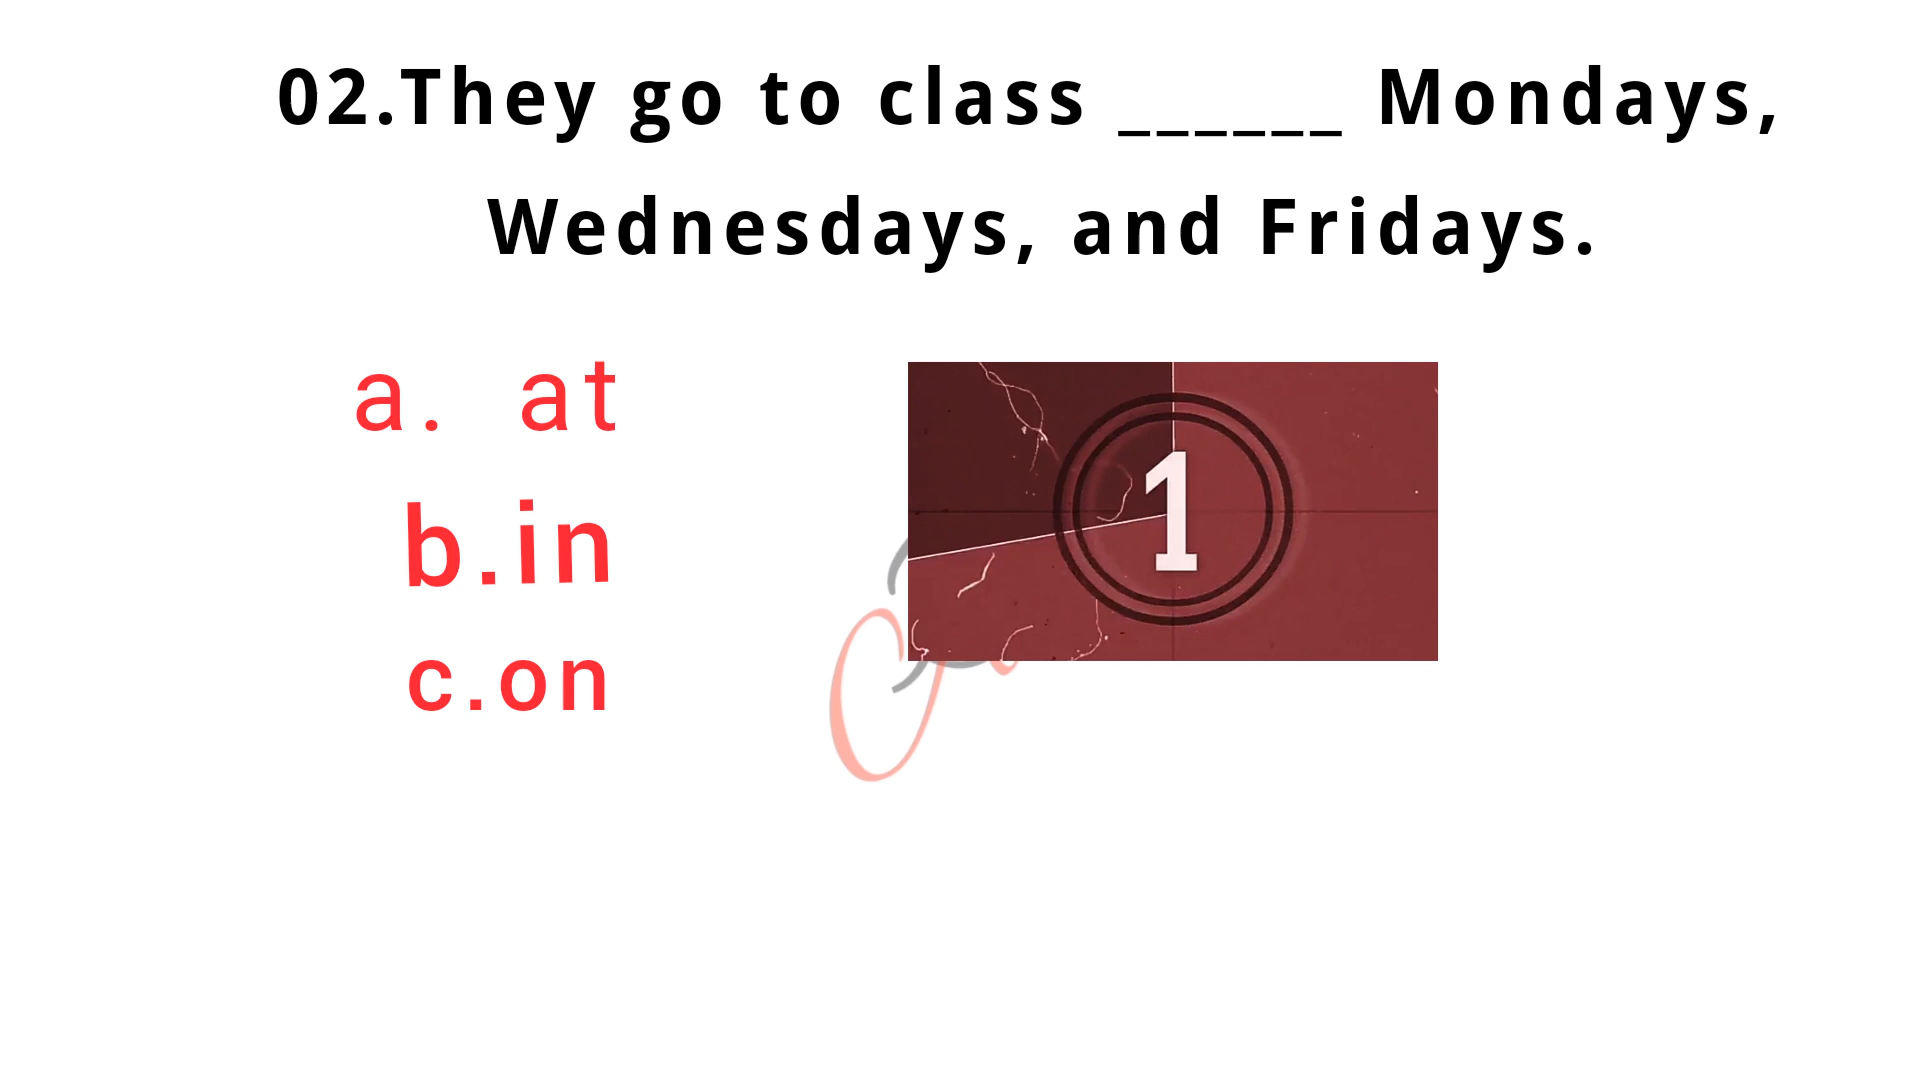 02.They go to class ______ Mondays,
Wednesdays, and Fridays.
a. at
b.in
c.on
1